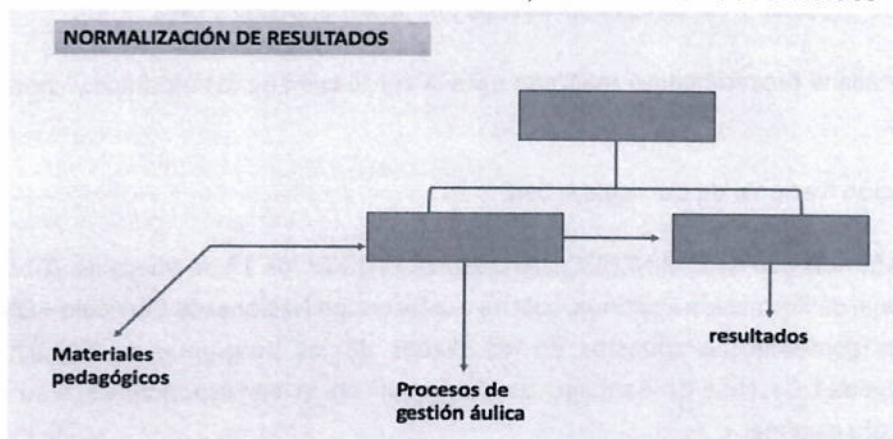 NORMALIZACIÓN DE RESULTADOS
resultados
Materiales
pedagógicos
Procesos de
gestión áulica